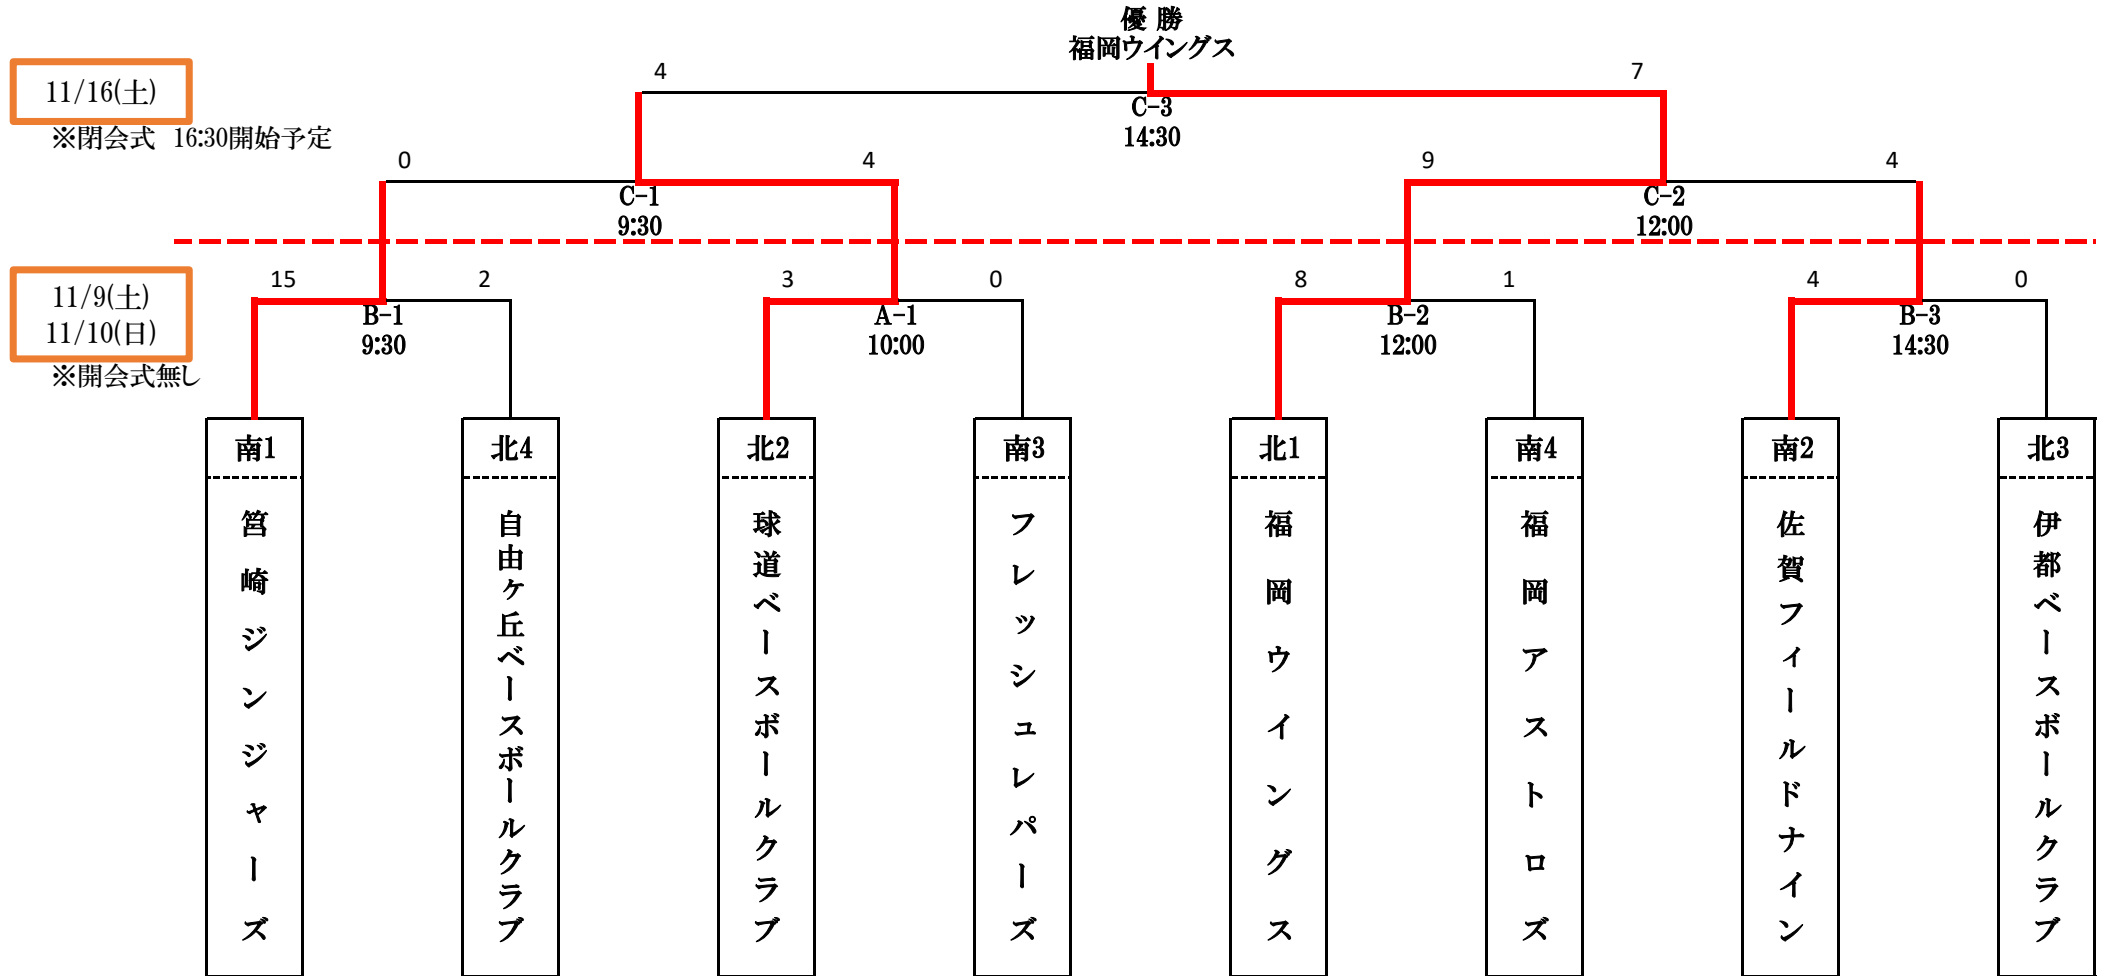 優 勝
福岡ウイングス
11/16(土)
4
7
C-3
14:30
※閉会式 16:30開始予定
0
4
9
4
C-1
9:30
C-2
12:00
11/9(土)
11/10(日)
※開会式無し
15
2
3
0
8
1
4
0
B-1
9:30
A-1
10:00
B-2
12:00
B-3
14:30
南1
北4
北2
南3
北1
南4
南2
北3
筥崎ジンジャーズ
自由ヶ丘ベースボールクラブ
球道ベースボールクラブ
フレッシュレパーズ
福岡ウイングス
福岡アストロズ
佐賀フィールドナイン
伊都ベースボールクラブ